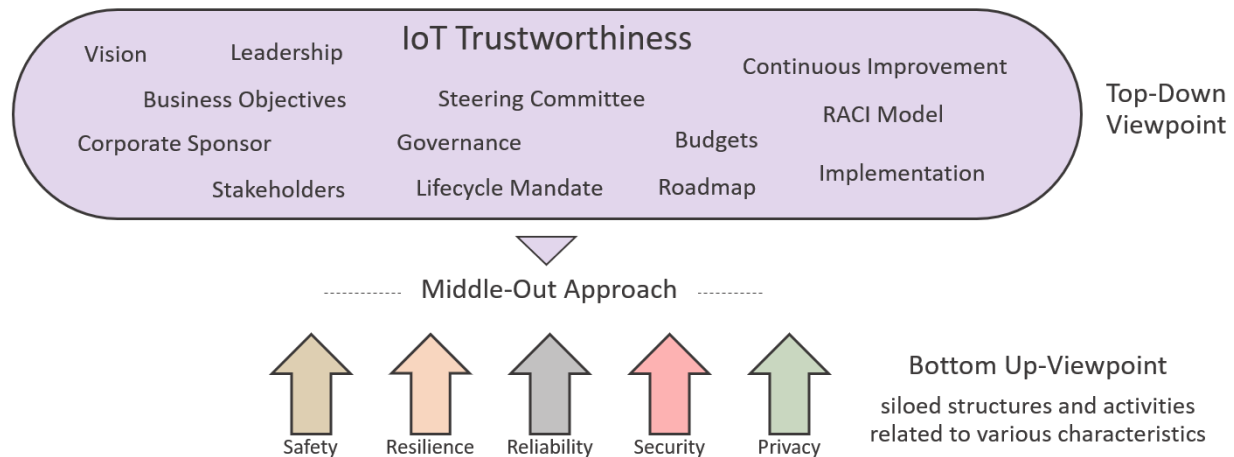 IoT Trustworthiness
Vision
Leadership
Continuous Improvement
Business Objectives
Steering Committee
RACI Model
Corporate Sponsor
Governance
Budgets
Implementation
Stakeholders
Lifecycle Mandate
Roadmap
Top-Down
Viewpoint
Middle-Out Approach
Safety
Resilience
Reliability
Security
Privacy
Bottom Up-Viewpoint
siloed structures and activities
related to various characteristics